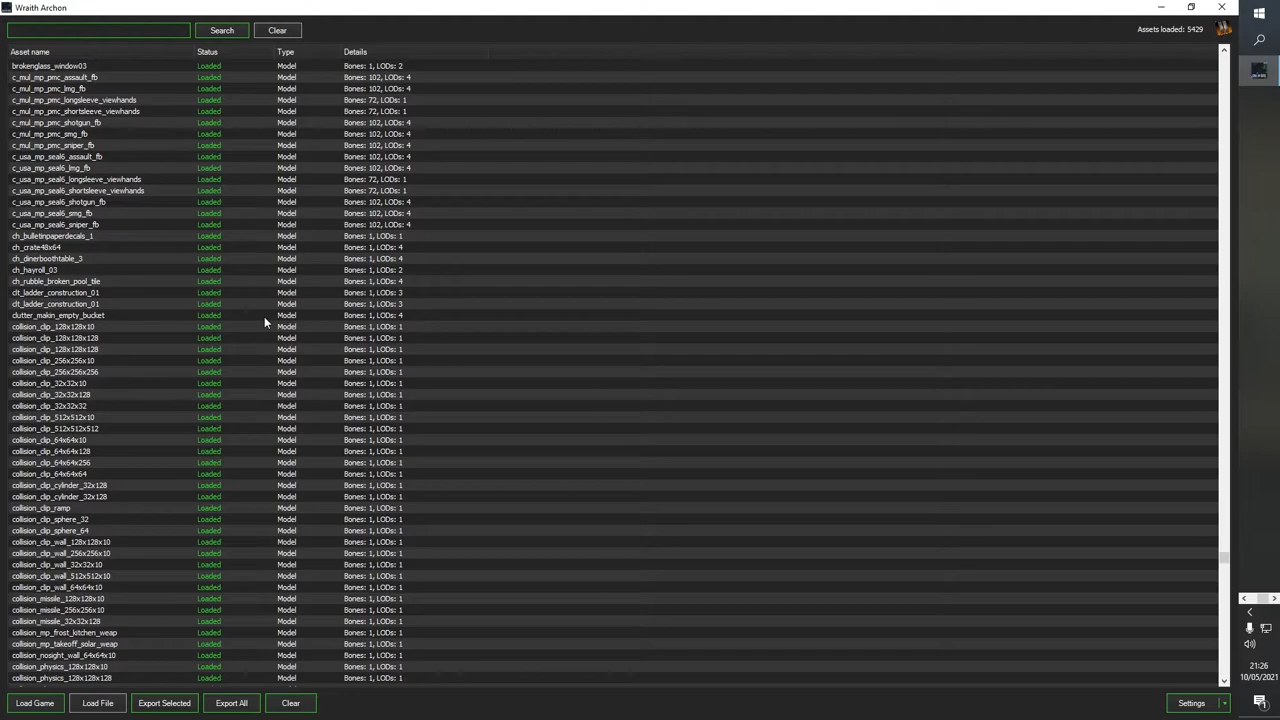 Wraith Archon
Search Clear Assets loaded: 5429
Asset name Status Type Details
brokenglass_window03 Loaded Model Bones: 1, LODs: 2
c_mul_mp_pmc_assault_fb Loaded Model Bones: 102, LODs: 4
c_mul_mp_pmc_lmg_fb Loaded Model Bones: 102, LODs: 4
c_mul_mp_pmc_longsleeve_viewhands Loaded Model Bones: 72, LODs: 1
c_mul_mp_pmc_shortsleeve_viewhands Loaded Model Bones: 72, LODs: 1
c_mul_mp_pmc_shotgun_fb Loaded Model Bones: 102, LODs: 4
c_mul_mp_pmc_smg_fb Loaded Model Bones: 102, LODs: 4
c_mul_mp_pmc_sniper_fb Loaded Model Bones: 102, LODs: 4
c_usa_mp_seal6_assault_fb Loaded Model Bones: 102, LODs: 4
c_usa_mp_seal6_lmg_fb Loaded Model Bones: 102, LODs: 4
c_usa_mp_seal6_longsleeve_viewhands Loaded Model Bones: 72, LODs: 1
c_usa_mp_seal6_shortsleeve_viewhands Loaded Model Bones: 72, LODs: 1
c_usa_mp_seal6_shotgun_fb Loaded Model Bones: 102, LODs: 4
c_usa_mp_seal6_smg_fb Loaded Model Bones: 102, LODs: 4
c_usa_mp_seal6_sniper_fb Loaded Model Bones: 102, LODs: 4
ch_bulletinpaperdecals_1 Loaded Model Bones: 1, LODs: 1
ch_crate48x64 Loaded Model Bones: 1, LODs: 4
ch_dinerboothtable_3 Loaded Model Bones: 1, LODs: 4
ch_hayroll_03 Loaded Model Bones: 1, LODs: 2
ch_rubble_broken_pool_tile Loaded Model Bones: 1, LODs: 4
clt_ladder_construction_01 Loaded Model Bones: 1, LODs: 3
clt_ladder_construction_01 Loaded Model Bones: 1, LODs: 3
clutter_makin_empty_bucket Loaded Model Bones: 1, LODs: 4
collision_clip_128x128x10 Loaded Model Bones: 1, LODs: 1
collision_clip_128x128x128 Loaded Model Bones: 1, LODs: 1
collision_clip_128x128x128 Loaded Model Bones: 1, LODs: 1
collision_clip_256x256x10 Loaded Model Bones: 1, LODs: 1
collision_clip_256x256x256 Loaded Model Bones: 1, LODs: 1
collision_clip_32x32x10 Loaded Model Bones: 1, LODs: 1
collision_clip_32x32x128 Loaded Model Bones: 1, LODs: 1
collision_clip_32x32x32 Loaded Model Bones: 1, LODs: 1
collision_clip_512x512x10 Loaded Model Bones: 1, LODs: 1
collision_clip_512x512x512 Loaded Model Bones: 1, LODs: 1
collision_clip_64x64x10 Loaded Model Bones: 1, LODs: 1
collision_clip_64x64x128 Loaded Model Bones: 1, LODs: 1
collision_clip_64x64x256 Loaded Model Bones: 1, LODs: 1
collision_clip_64x64x64 Loaded Model Bones: 1, LODs: 1
collision_clip_cylinder_32x128 Loaded Model Bones: 1, LODs: 1
collision_clip_cylinder_32x128 Loaded Model Bones: 1, LODs: 1
collision_clip_ramp Loaded Model Bones: 1, LODs: 1
collision_clip_sphere_32 Loaded Model Bones: 1, LODs: 1
collision_clip_sphere_64 Loaded Model Bones: 1, LODs: 1
collision_clip_wall_128x128x10 Loaded Model Bones: 1, LODs: 1
collision_clip_wall_256x256x10 Loaded Model Bones: 1, LODs: 1
collision_clip_wall_32x32x10 Loaded Model Bones: 1, LODs: 1
collision_clip_wall_512x512x10 Loaded Model Bones: 1, LODs: 1
collision_clip_wall_64x64x10 Loaded Model Bones: 1, LODs: 1
collision_missile_128x128x10 Loaded Model Bones: 1, LODs: 1
collision_missile_256x256x10 Loaded Model Bones: 1, LODs: 1
collision_missile_32x32x128 Loaded Model Bones: 1, LODs: 1
collision_mp_frost_kitchen_weap Loaded Model Bones: 1, LODs: 1
collision_mp_takeoff_solar_weap Loaded Model Bones: 1, LODs: 1
collision_nosight_wall_64x64x10 Loaded Model Bones: 1, LODs: 1
collision_physics_128x128x10 Loaded Model Bones: 1, LODs: 1
collision_physics_128x128x128 Loaded Model Bones: 1, LODs: 1
Load Game Load File Export Selected Export All Clear Settings
21:26
10/05/2021